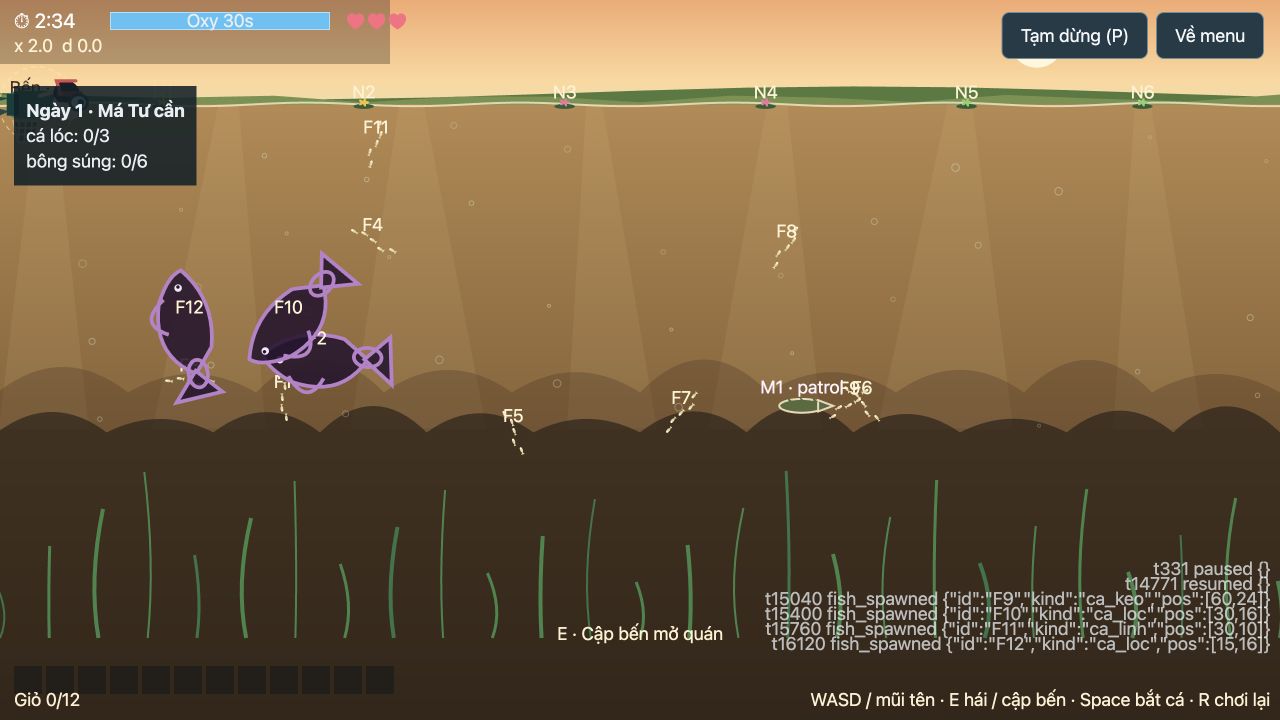 2:34
Oxy 30s
x 2.0 d 0.0
Tạm dừng (P)
Về menu
Bến
N2
N3
N4
N5
N6
Ngày 1 · Má Tư cần
cá lóc: 0/3
bông súng: 0/6
F11
F4
F8
F12
F10
2
M1 · patrol
F9
F6
F7
F5
t331 paused {}
t14771 resumed {}
t15040 fish_spawned {"id":"F9","kind":"ca_keo","pos":[60,24]}
t15400 fish_spawned {"id":"F10","kind":"ca_loc","pos":[30,16]}
t15760 fish_spawned {"id":"F11","kind":"ca_linh","pos":[30,10]}
t16120 fish_spawned {"id":"F12","kind":"ca_loc","pos":[15,16]}
E · Cập bến mở quán
Giỏ 0/12
WASD / mũi tên · E hái / cập bến · Space bắt cá · R chơi lại